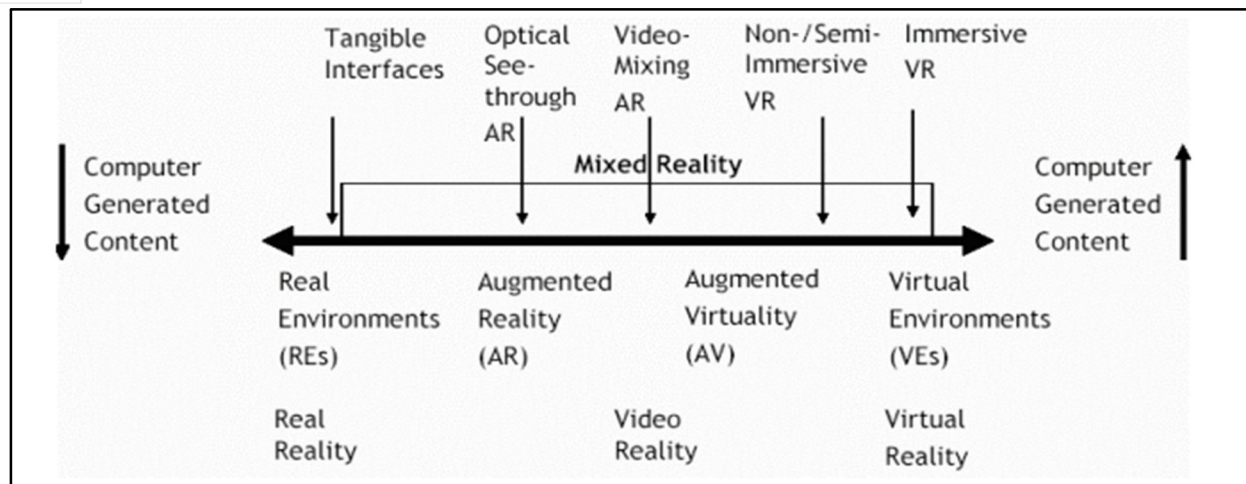 Tangible
Interfaces
Optical
See-
through
AR
Video-
Mixing
AR
Non-/Semi-
Immersive
VR
Immersive
VR
Mixed Reality
Computer
Generated
Content
Computer
Generated
Content
Real
Environments
(REs)
Augmented
Reality
(AR)
Augmented
Virtuality
(AV)
Virtual
Environments
(VEs)
Real
Reality
Video
Reality
Virtual
Reality